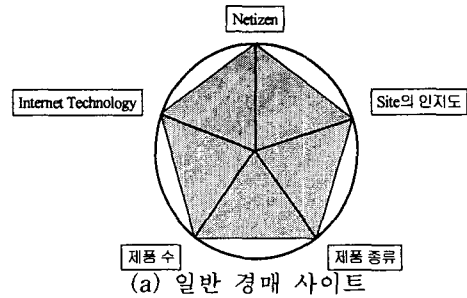 Netizen
Internet Technology
Site의 인지도
제품 수
제품 종류
(a) 일반 경매 사이트